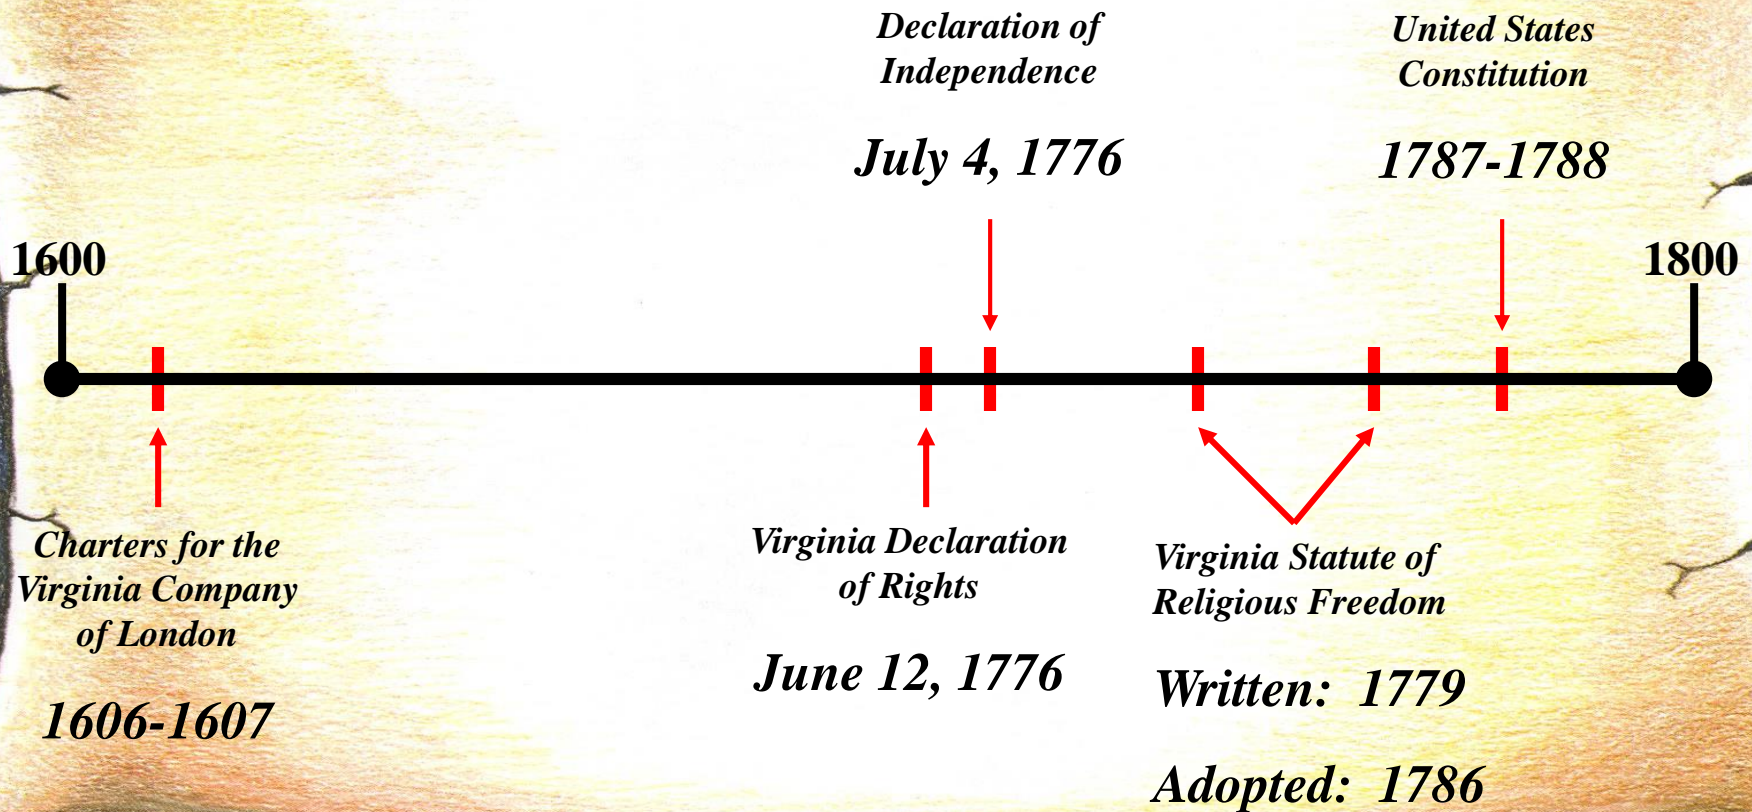 Declaration of
Independence
July 4, 1776
United States
Constitution
1787-1788
1600
1800
Charters for the
Virginia Company
of London
1606-1607
Virginia Declaration
of Rights
June 12, 1776
Virginia Statute of
Religious Freedom
Written: 1779
Adopted: 1786